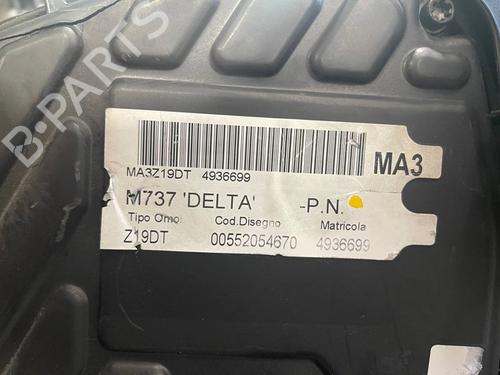 B-PARTS
MA3Z19DT 4936699
MA3
M737 'DELTA' -P.N.
Tipo Omol Cod.Disegno Matricola
Z19DT 00552054670 4936699